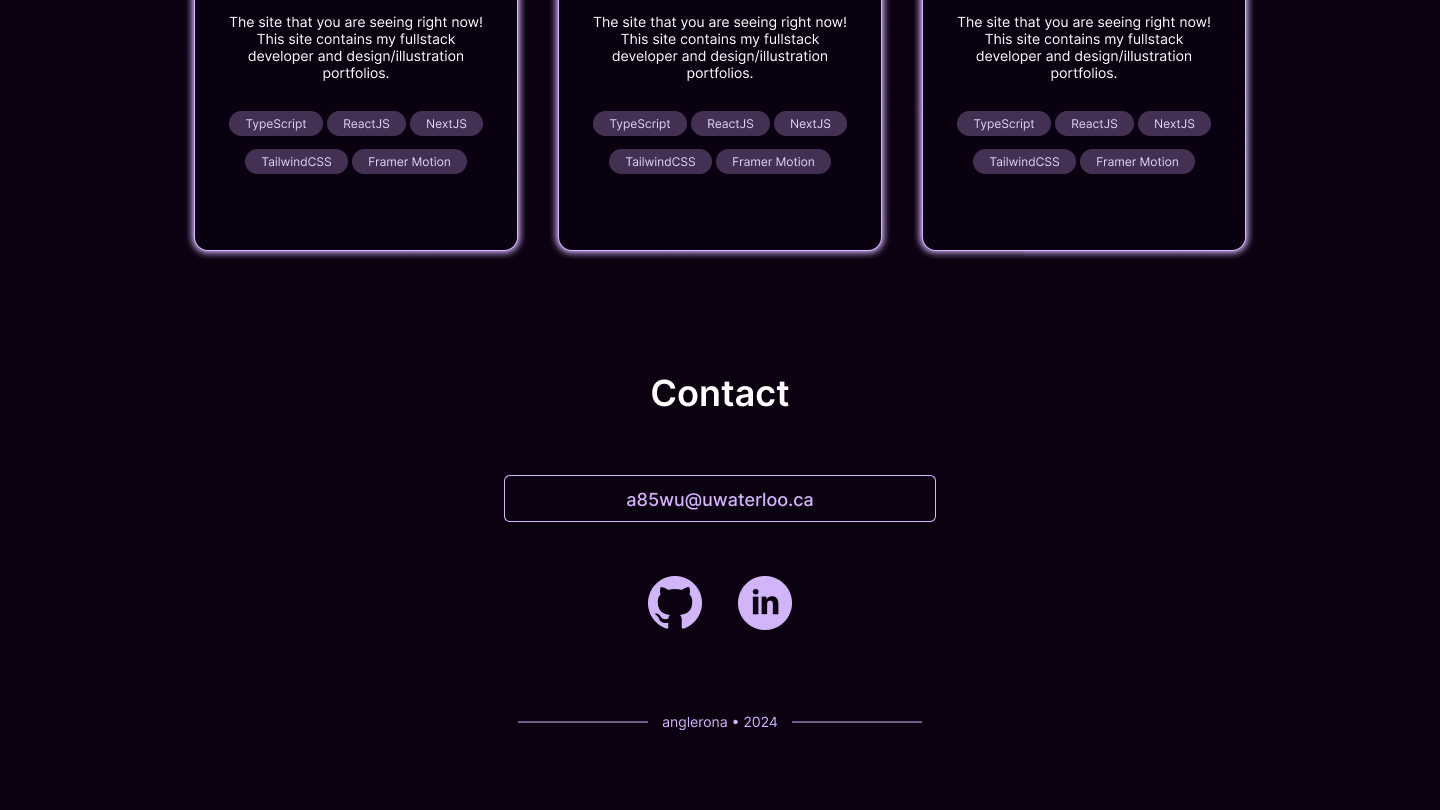 The site that you are seeing right now!
This site contains my fullstack
developer and design/illustration
portfolios.
TypeScript ReactJS NextJS
TailwindCSS Framer Motion
The site that you are seeing right now!
This site contains my fullstack
developer and design/illustration
portfolios.
TypeScript ReactJS NextJS
TailwindCSS Framer Motion
The site that you are seeing right now!
This site contains my fullstack
developer and design/illustration
portfolios.
TypeScript ReactJS NextJS
TailwindCSS Framer Motion
Contact
a85wu@uwaterloo.ca
in
anglerona • 2024